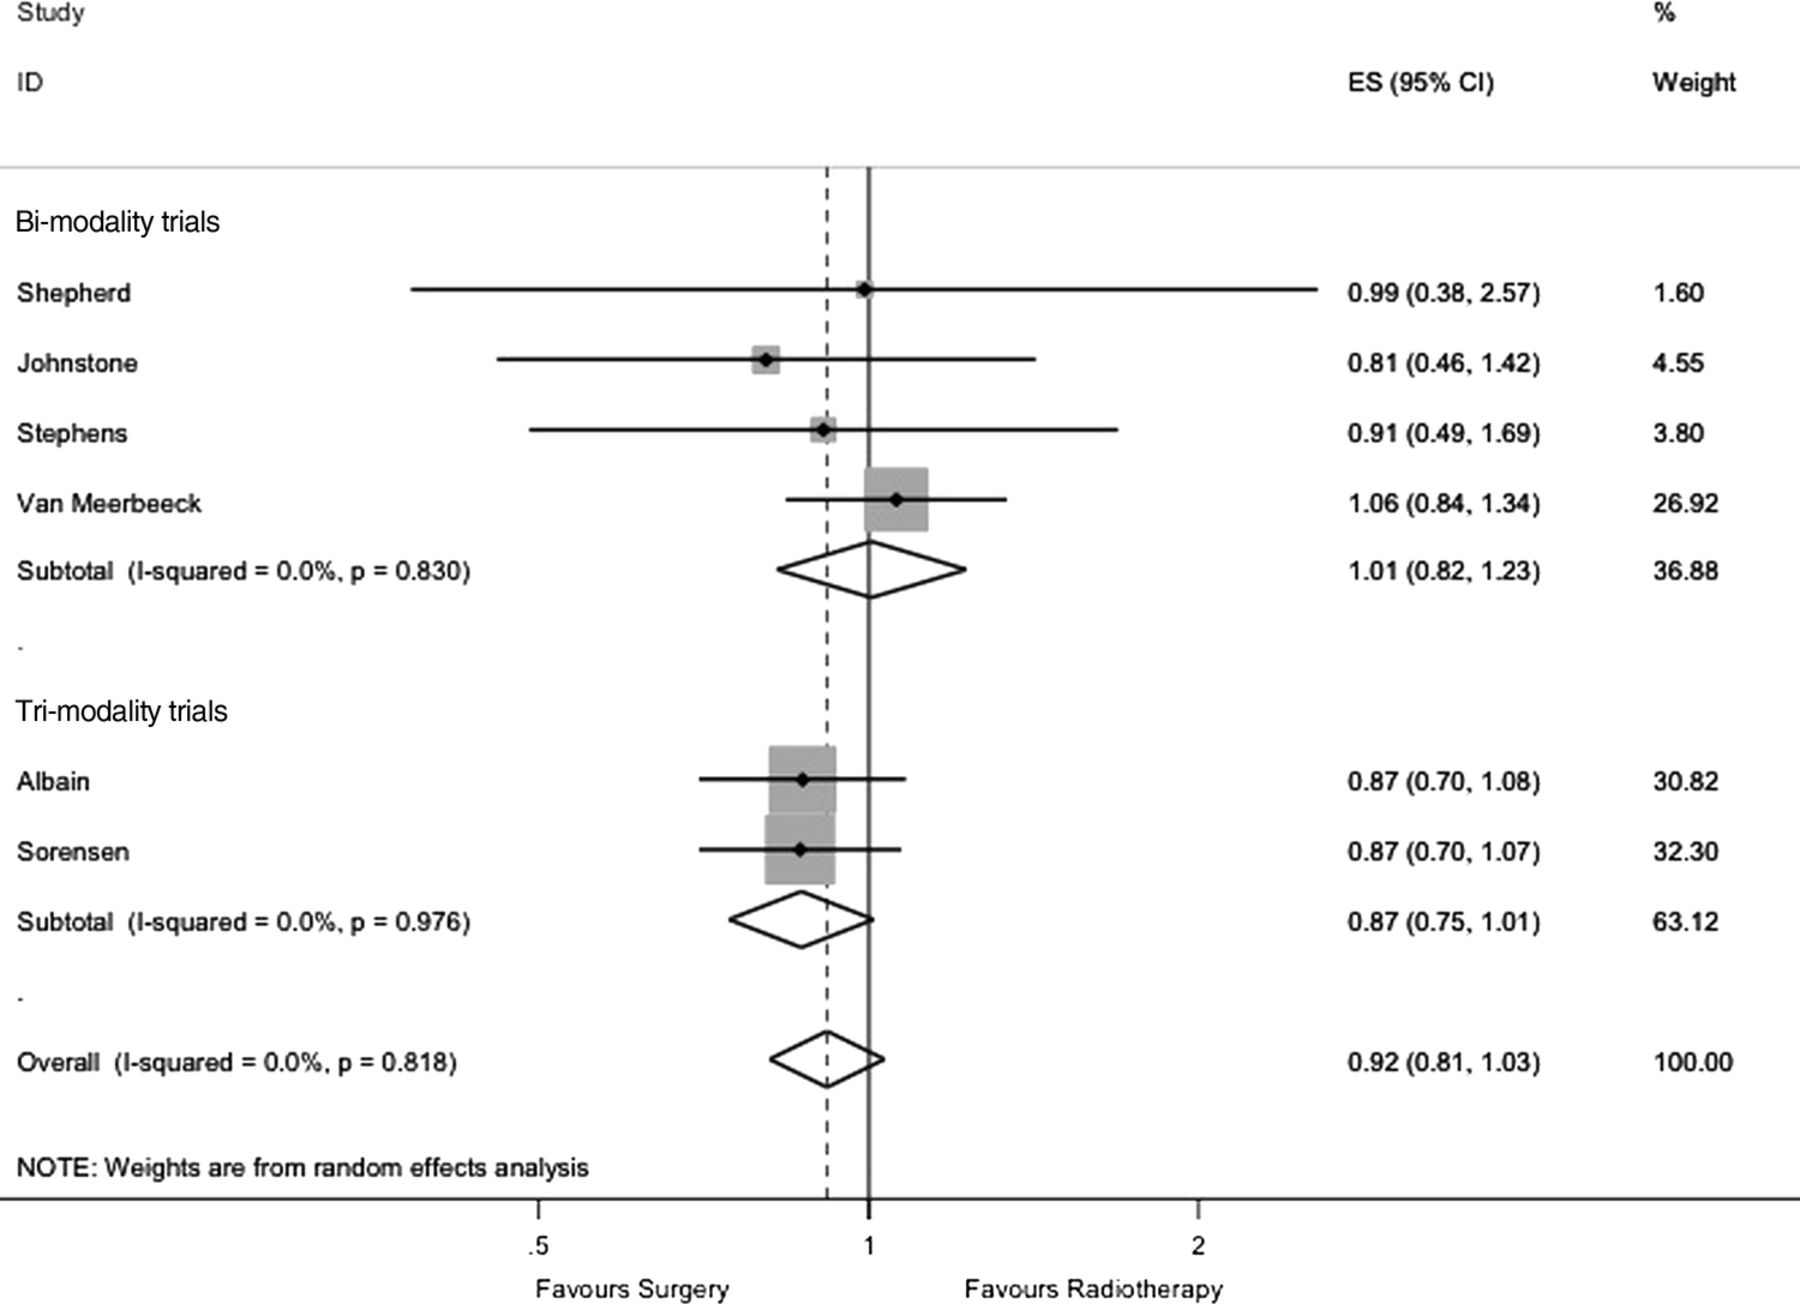 Study %
ID ES (95% CI) Weight
Bi-modality trials
Shepherd 0.99 (0.38, 2.57) 1.60
Johnstone 0.81 (0.46, 1.42) 4.55
Stephens 0.91 (0.49, 1.69) 3.80
Van Meerbeeck 1.06 (0.84, 1.34) 26.92
Subtotal (I-squared = 0.0%, p = 0.830) 1.01 (0.82, 1.23) 36.88
.
Tri-modality trials
Albain 0.87 (0.70, 1.08) 30.82
Sorensen 0.87 (0.70, 1.07) 32.30
Subtotal (I-squared = 0.0%, p = 0.976) 0.87 (0.75, 1.01) 63.12
.
Overall (I-squared = 0.0%, p = 0.818) 0.92 (0.81, 1.03) 100.00
NOTE: Weights are from random effects analysis
.5 1 2
Favours Surgery Favours Radiotherapy